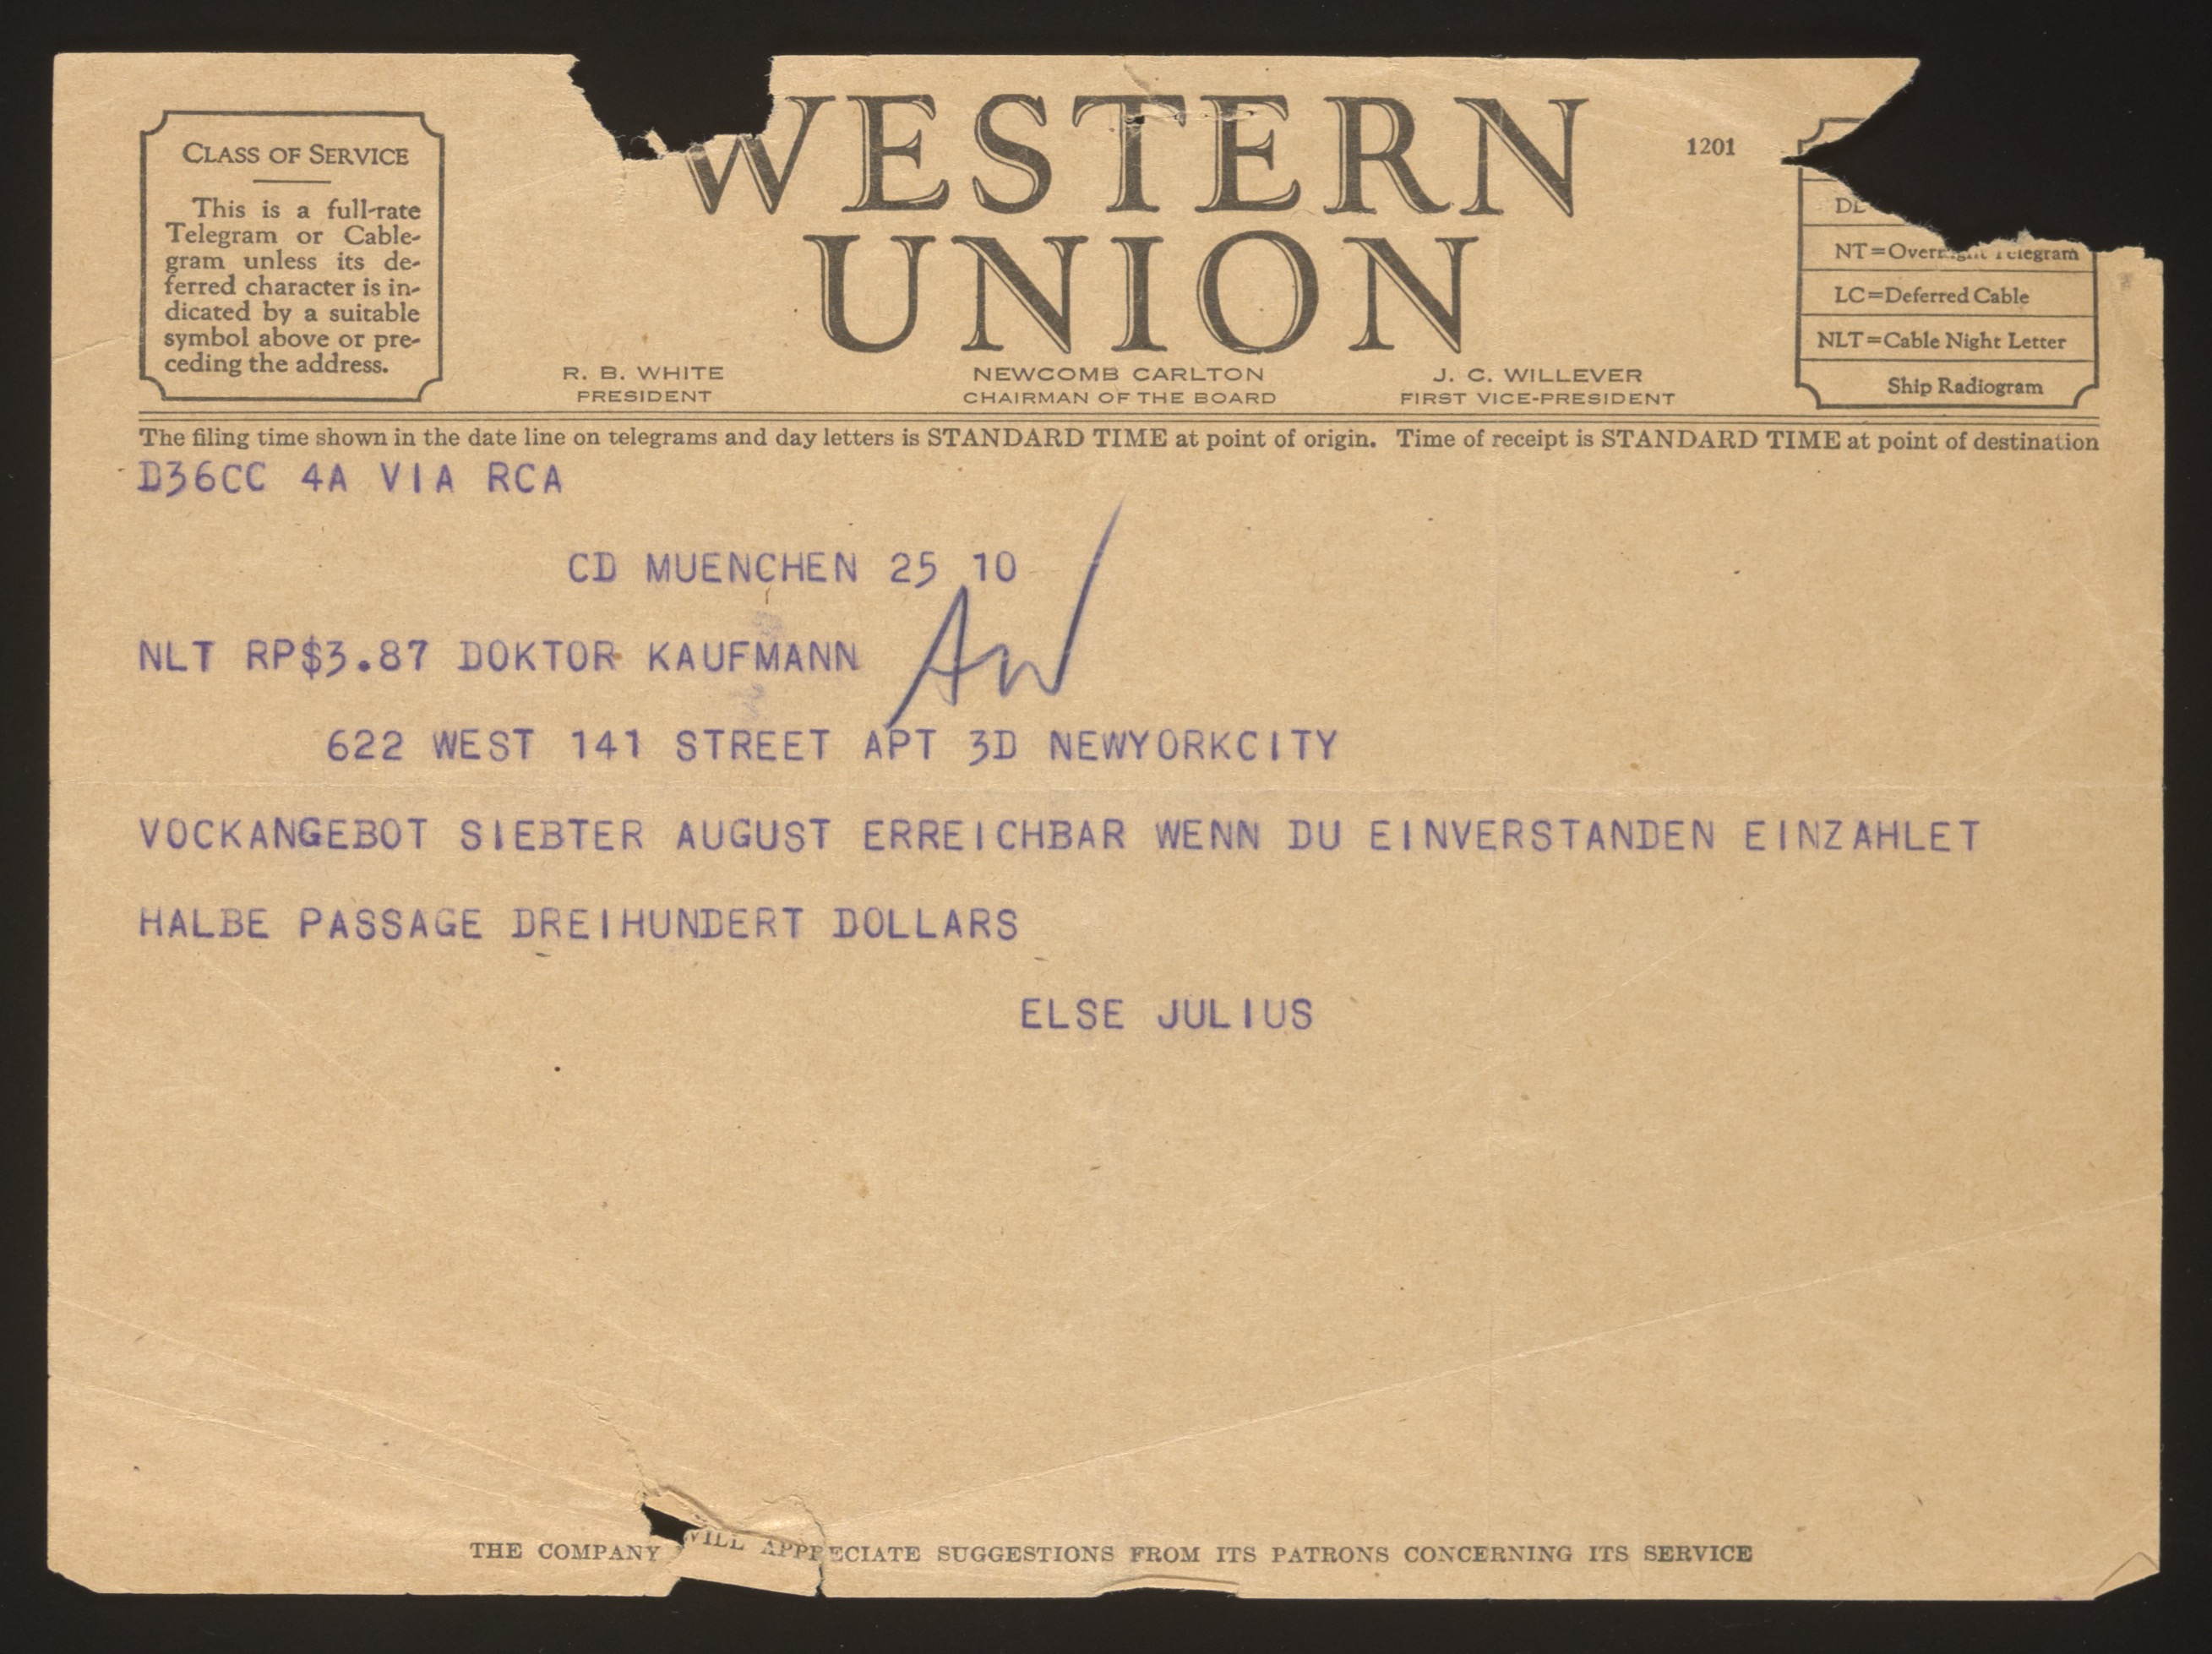 CLASS OF SERVICE
This is a full-rate
Telegram or Cable-
gram unless its de-
ferred character is in-
dicated by a suitable
symbol above or pre-
ceding the address.
WESTERN
UNION
1201
DL
NT=Overnight Telegram
LC=Deferred Cable
NLT=Cable Night Letter
Ship Radiogram
R. B. WHITE
PRESIDENT
NEWCOMB CARLTON
CHAIRMAN OF THE BOARD
J. C. WILLEVER
FIRST VICE-PRESIDENT
The filing time shown in the date line on telegrams and day letters is STANDARD TIME at point of origin. Time of receipt is STANDARD TIME at point of destination
D36CC 4A VIA RCA
CD MUENCHEN 25 10
NLT RP$3.87 DOKTOR KAUFMANN
622 WEST 141 STREET APT 3D NEWYORKCITY
VOCKANGEBOT SIEBTER AUGUST ERREICHBAR WENN DU EINVERSTANDEN EINZAHLET
HALBE PASSAGE DREIHUNDERT DOLLARS
ELSE JULIUS
THE COMPANY WILL APPRECIATE SUGGESTIONS FROM ITS PATRONS CONCERNING ITS SERVICE